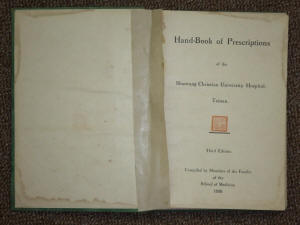 Hand-Book of Prescriptions
of the
Shantung Christian University Hospital.
Tsinan.
Third Edition.
Compiled by Members of the Faculty
of the
School of Medicine